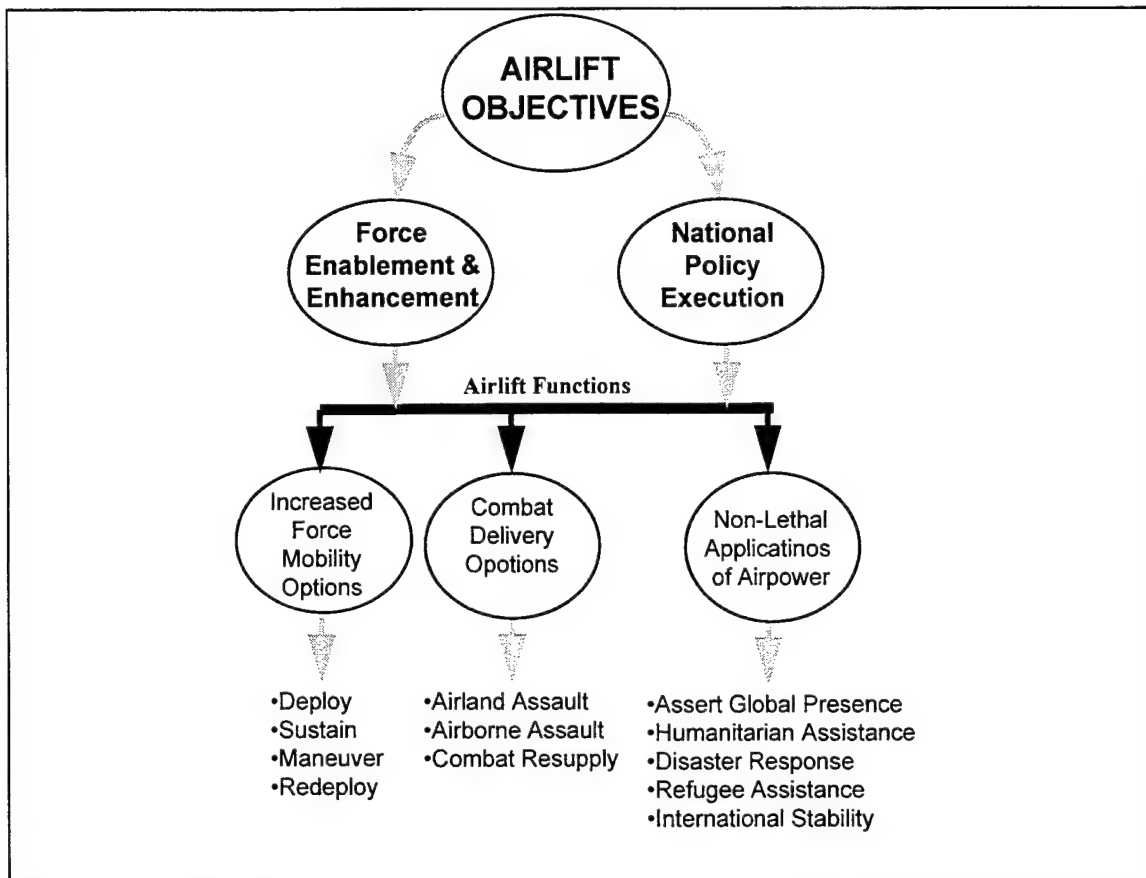 AIRLIFT
OBJECTIVES
Force
Enablement &
Enhancement
National
Policy
Execution
Airlift Functions
Increased
Force
Mobility
Options
Combat
Delivery
Opotions
Non-Lethal
Applicatinos
of Airpower
•Deploy
•Sustain
•Maneuver
•Redeploy
•Airland Assault
•Airborne Assault
•Combat Resupply
•Assert Global Presence
•Humanitarian Assistance
•Disaster Response
•Refugee Assistance
•International Stability